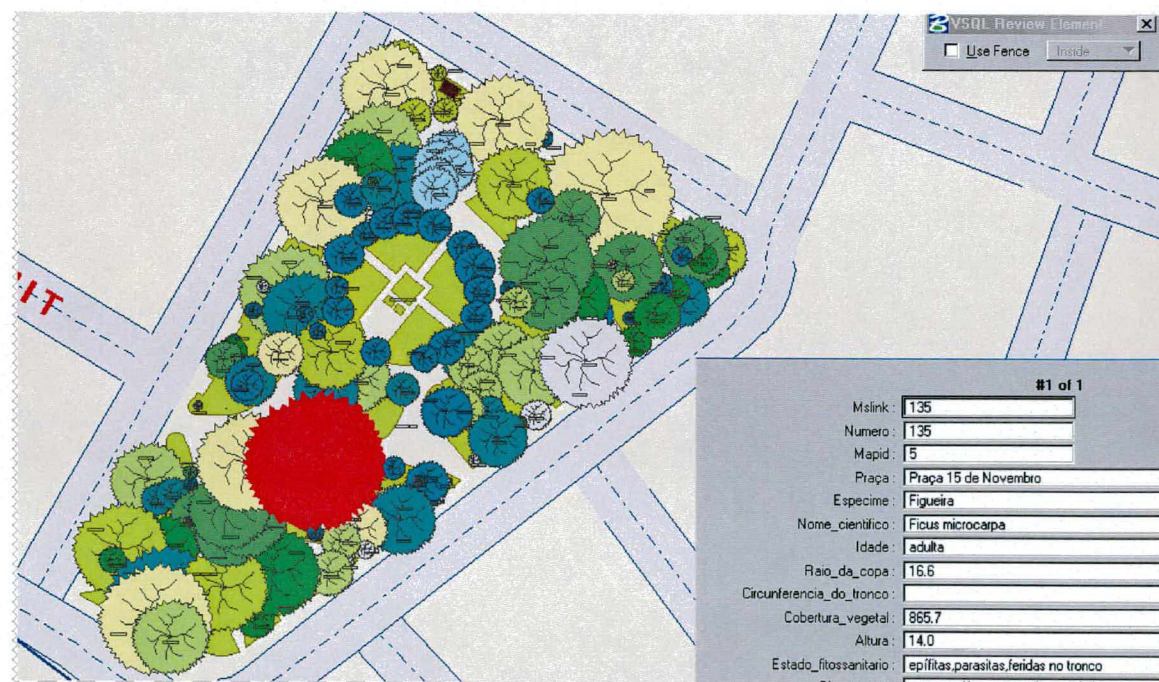 VSQL Review Element
Use Fence Inside
IT
#1 of 1
Mslink : 135
Numero : 135
Mapid : 5
Praça : Praça 15 de Novembro
Especime : Figueira
Nome_cientifico : Ficus microcarpa
Idade : adulta
Raio_da_copa : 16.6
Circunferencia_do_tronco :
Cobertura_vegetal : 865.7
Altura : 14.0
Estado_fitossanitario : epífitas,parasitas,feridas no tronco